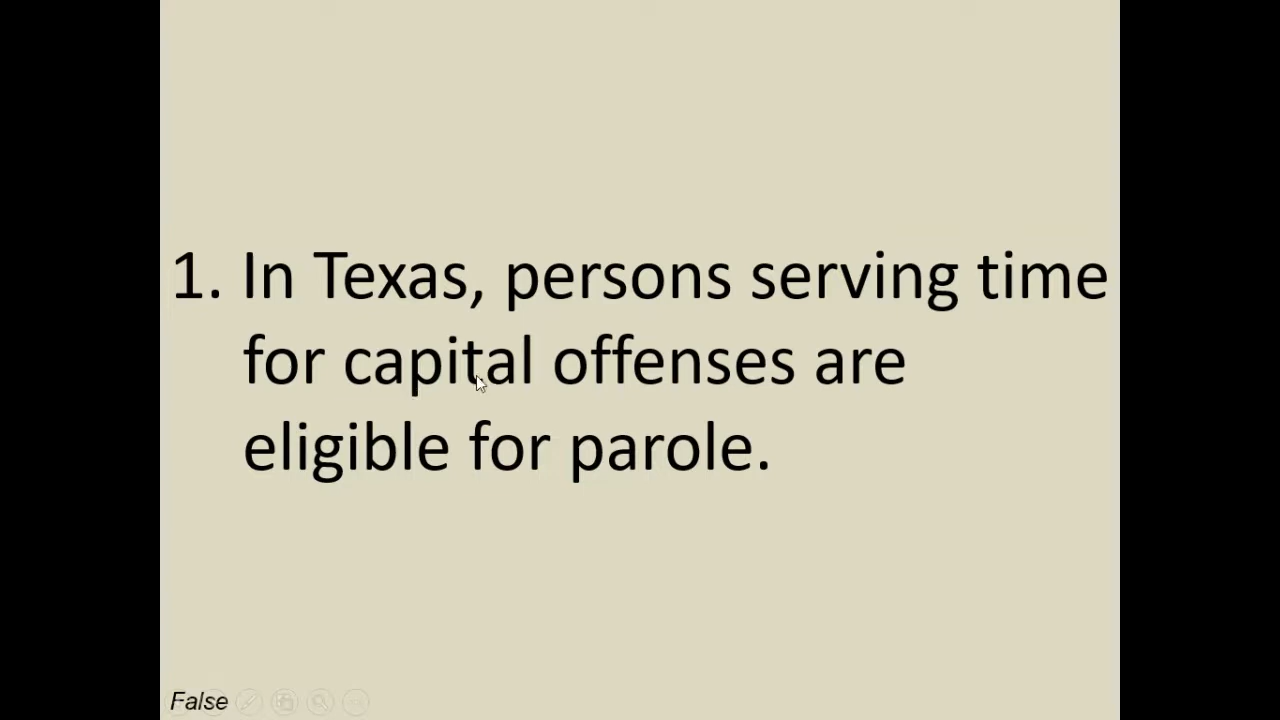 1. In Texas, persons serving time
for capital offenses are
eligible for parole.
False